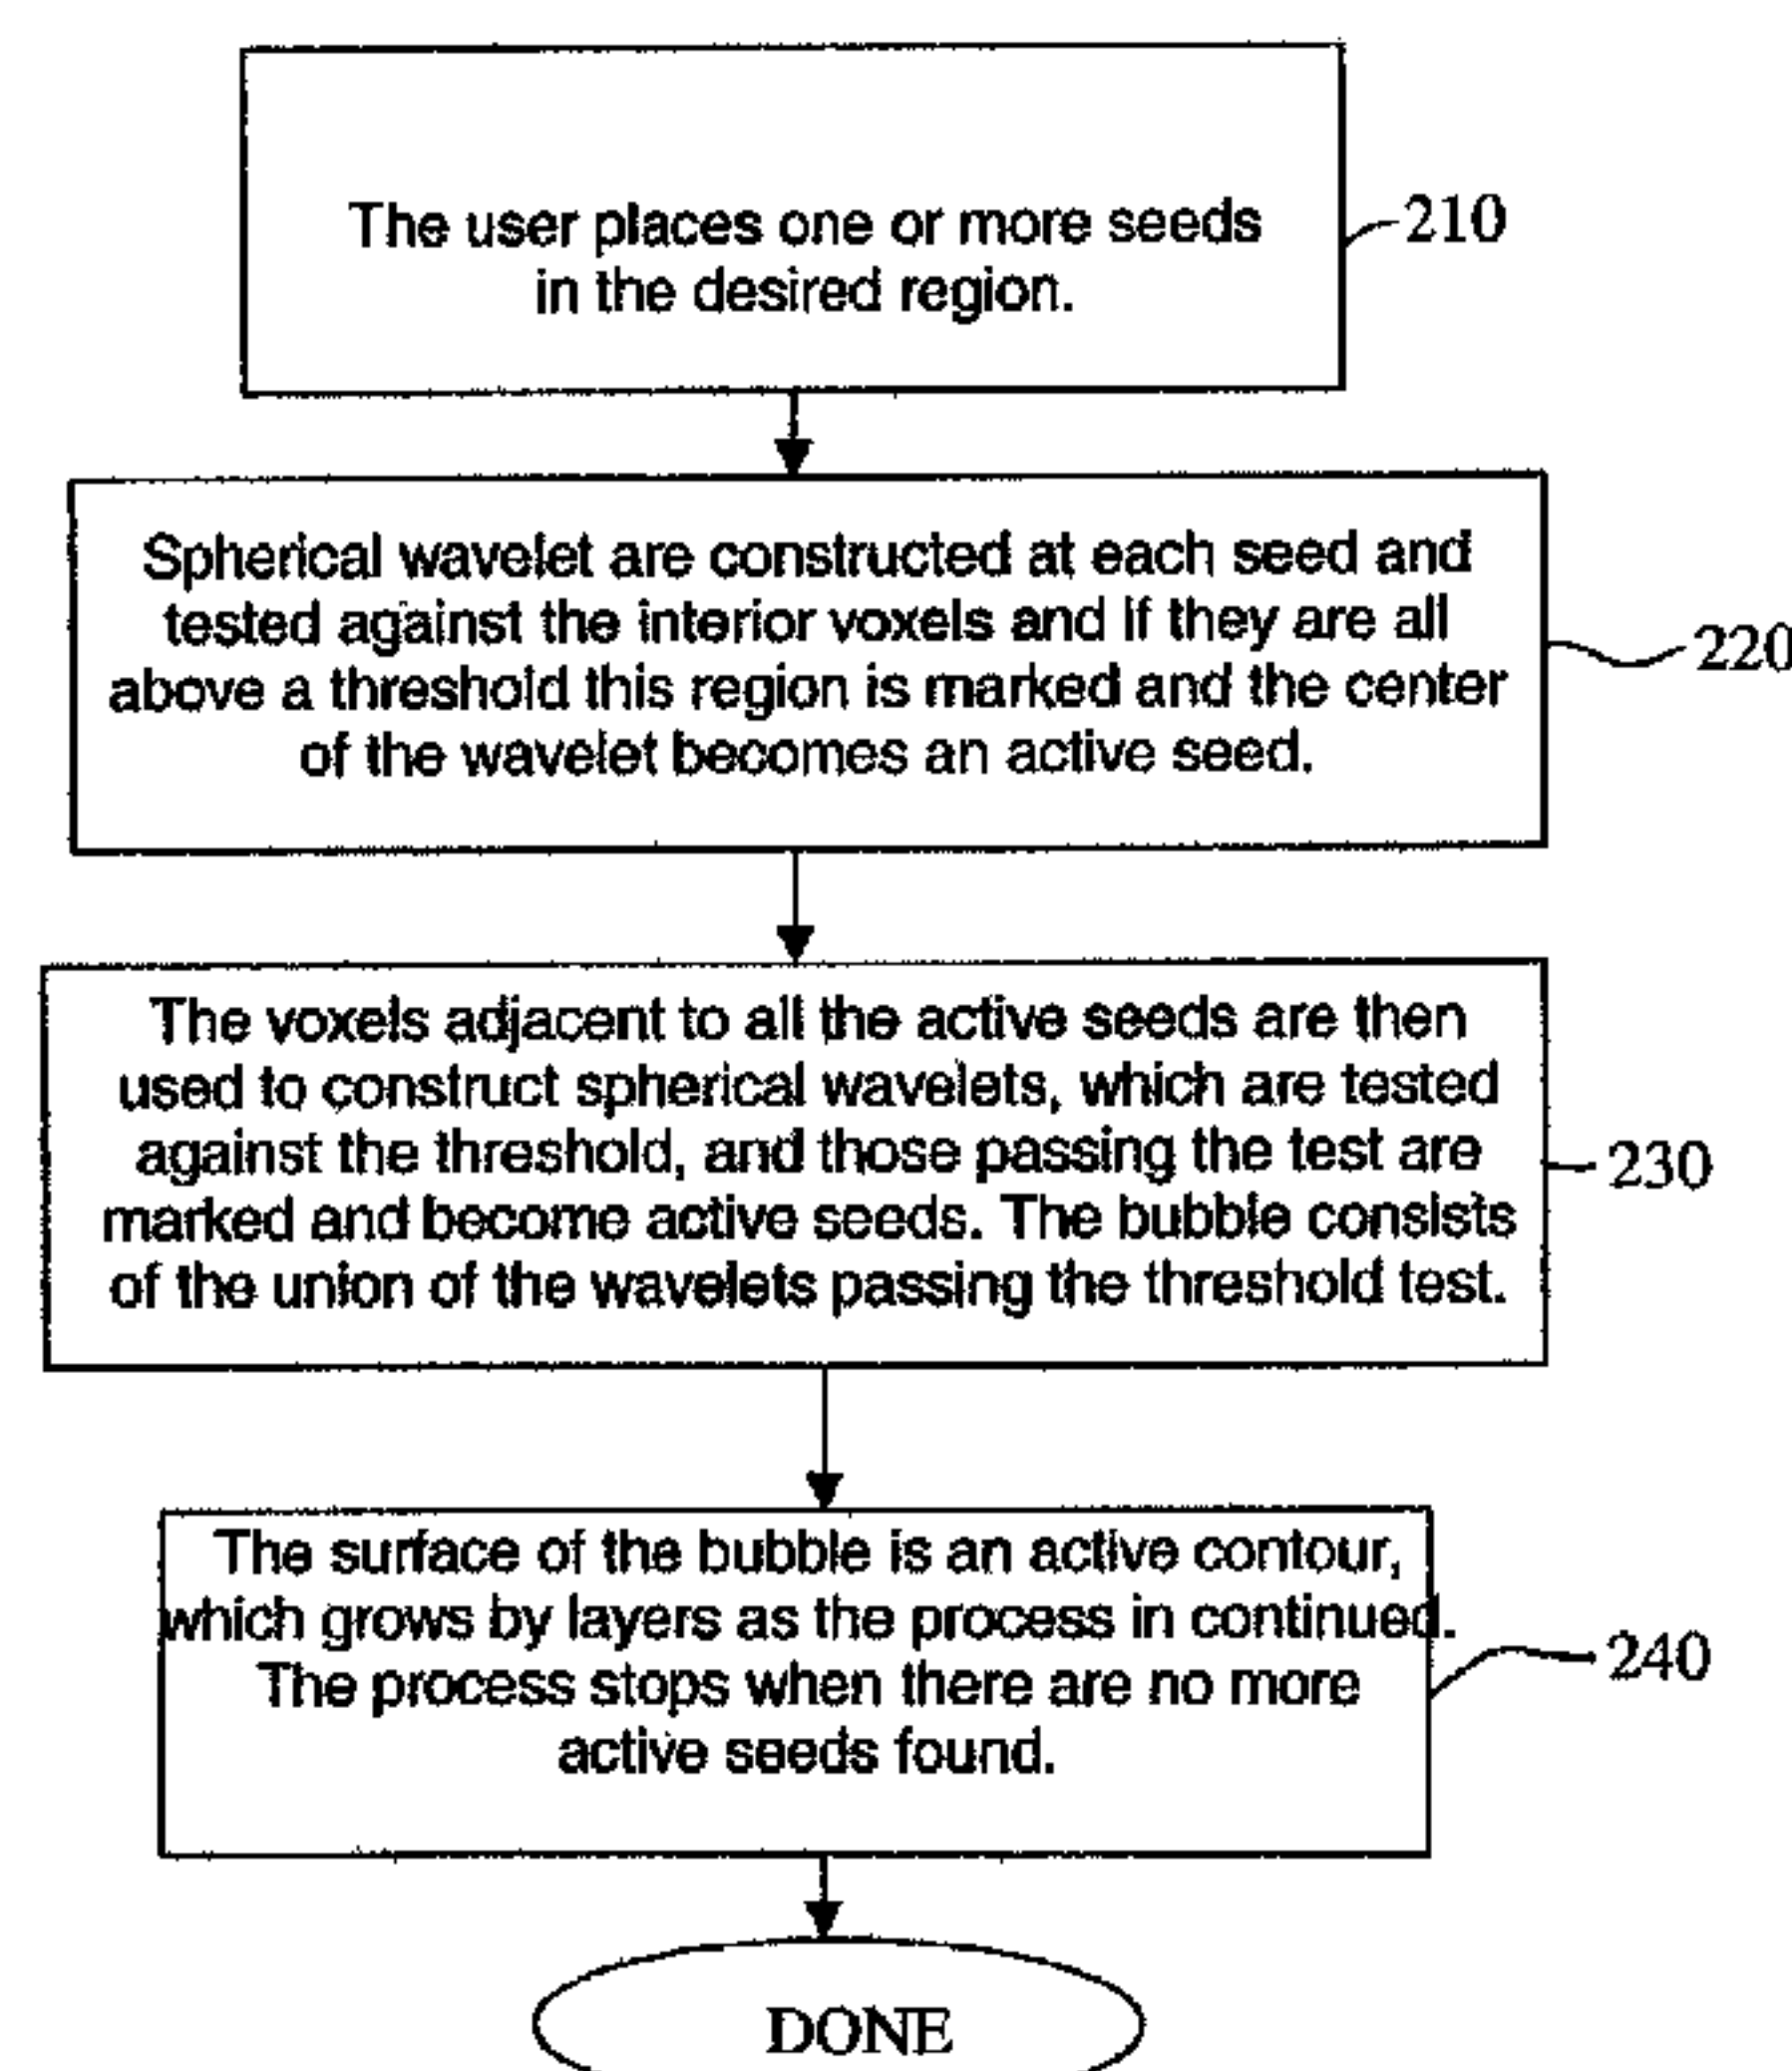 The user places one or more seeds
in the desired region.
210
Spherical wavelet are constructed at each seed and
tested against the interior voxels and if they are all
above a threshold this region is marked and the center
of the wavelet becomes an active seed.
220
The voxels adjacent to all the active seeds are then
used to construct spherical wavelets, which are tested
against the threshold, and those passing the test are
marked and become active seeds. The bubble consists
of the union of the wavelets passing the threshold test.
230
The surface of the bubble is an active contour,
which grows by layers as the process in continued.
The process stops when there are no more
active seeds found.
240
DONE